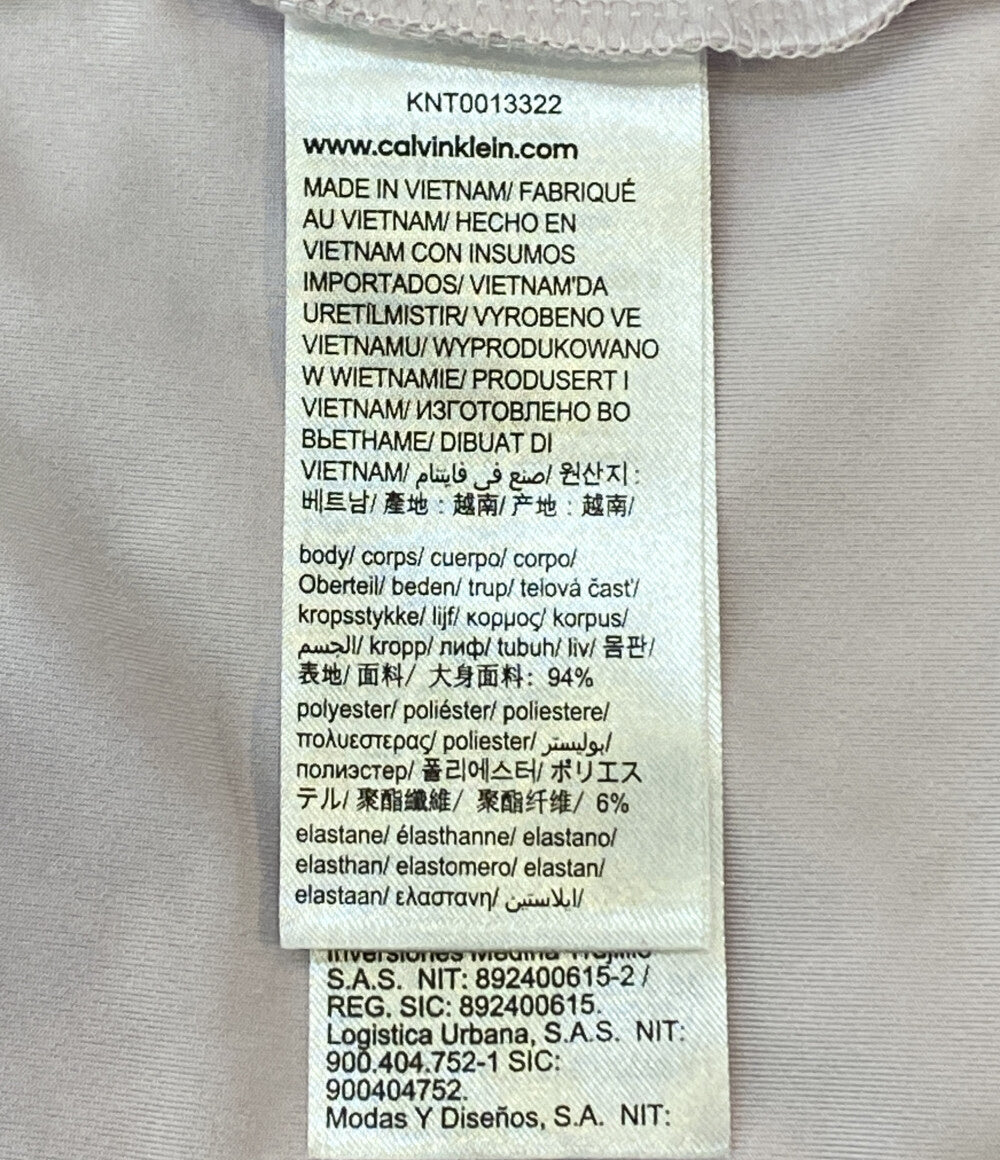 KNT0013322
www.calvinklein.com
MADE IN VIETNAM/ FABRIQUÉ
AU VIETNAM/ HECHO EN
VIETNAM CON INSUMOS
IMPORTADOS/ VIETNAM'DA
URETİLMISTIR/ VYROBENO VE
VIETNAMU/ WYPRODUKOWANO
W WIETNAMIE/ PRODUSERT I
VIETNAM/ ИЗГОТОВЛЕНО ВО
ВЬЕТНАМЕ/ DIBUAT DI
VIETNAM/ صنع في فايتنام/ 원산지 :
베트남/ 產地 : 越南/ 产地 : 越南/
body/ corps/ cuerpo/ corpo/
Oberteil/ beden/ trup/ telová časť/
kropsstykke/ lijf/ κορμος/ korpus/
الجسم/ kropp/ лиф/ tubuh/ liv/ 몸판/
表地/ 面料/ 大身面料: 94%
polyester/ poliéster/ poliestere/
πολυεστερας/ poliester/ بوليستر/
полиэстер/ 폴리에스터/ ポリエス
テル/ 聚酯纖維/ 聚酯纤维/ 6%
elastane/ élasthanne/ elastano/
elasthan/ elastomero/ elastan/
elastaan/ ελαστανη/ ايلاستين/
Inversiones Medina Trujillo
S.A.S. NIT: 892400615-2 /
REG. SIC: 892400615.
Logistica Urbana, S.A.S. NIT:
900.404.752-1 SIC:
900404752.
Modas Y Diseños, S.A. NIT: